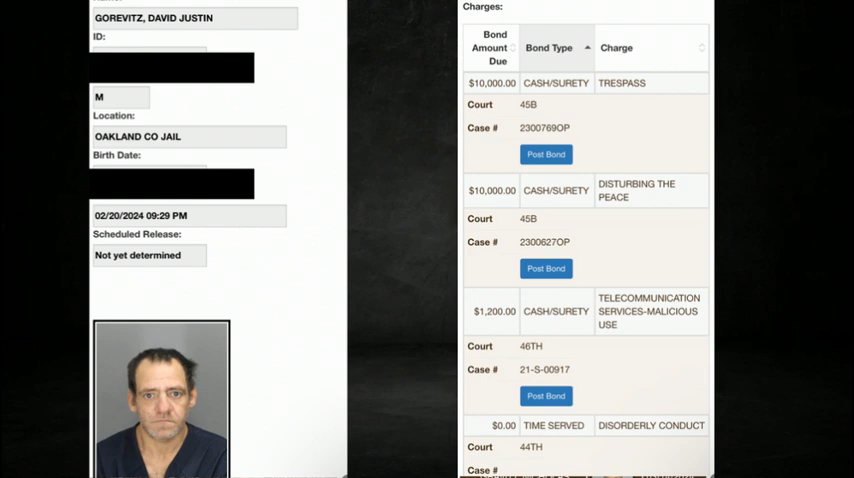 GOREVITZ, DAVID JUSTIN
ID:
M
Location:
OAKLAND CO JAIL
Birth Date:
02/20/2024 09:29 PM
Scheduled Release:
Not yet determined
Charges:
Bond Amount Due Bond Type Charge
$10,000.00 CASH/SURETY TRESPASS
Court 45B
Case # 2300769OP
Post Bond
$10,000.00 CASH/SURETY DISTURBING THE PEACE
Court 45B
Case # 2300627OP
Post Bond
$1,200.00 CASH/SURETY TELECOMMUNICATION SERVICES-MALICIOUS USE
Court 46TH
Case # 21-S-00917
Post Bond
$0.00 TIME SERVED DISORDERLY CONDUCT
Court 44TH
Case #